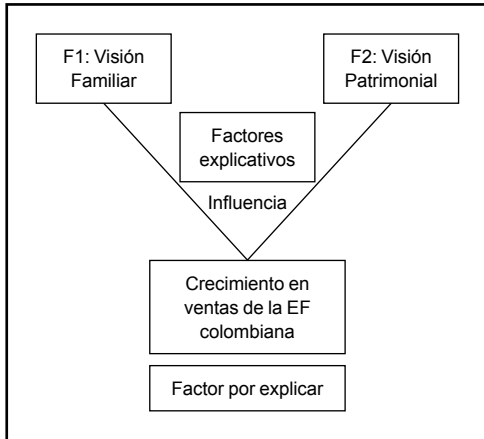 F1: Visión
Familiar
F2: Visión
Patrimonial
Factores
explicativos
Influencia
Crecimiento en
ventas de la EF
colombiana
Factor por explicar